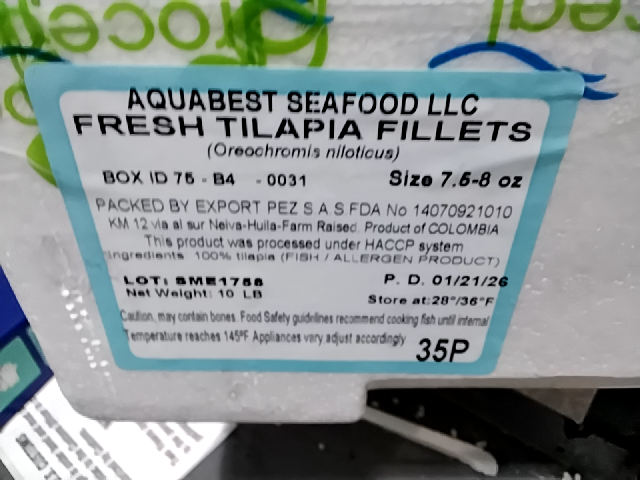 AQUABEST SEAFOOD LLC
FRESH TILAPIA FILLETS
(Oreochromis niloticus)
BOX ID 75 - B4 - 0031 Size 7.5-8 oz
PACKED BY EXPORT PEZ S A S FDA No 14070921010
KM 12 via al sur Neiva-Huila-Farm Raised. Product of COLOMBIA
This product was processed under HACCP system
Ingredients 100% tilapia (FISH / ALLERGEN PRODUCT)
LOT: SME1758 P. D. 01/21/26
Net Weight: 10 LB Store at:28°/36°F
Caution, may contain bones. Food Safety guidelines recommend cooking fish until internal
Temperature reaches 145ºF Appliances vary adjust accordingly
35P